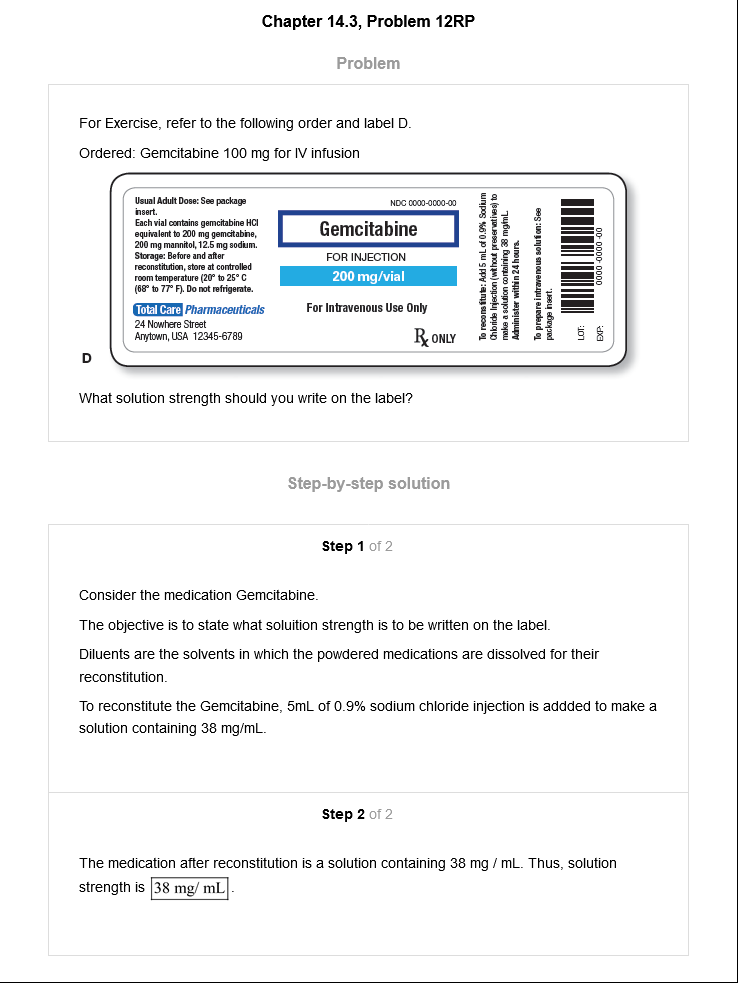 Chapter 14.3, Problem 12RP
Problem
For Exercise, refer to the following order and label D.
Ordered: Gemcitabine 100 mg for IV infusion
Usual Adult Dose: See package
insert.
Each vial contains gemcitabine HCl
equivalent to 200 mg gemcitabine,
200 mg mannitol, 12.5 mg sodium.
Storage: Before and after
reconstitution, store at controlled
room temperature (20° to 25° C
(68° to 77° F). Do not refrigerate.
Total Care Pharmaceuticals
24 Nowhere Street
Anytown, USA 12345-6789
NDC 0000-0000-00
Gemcitabine
FOR INJECTION
200 mg/vial
For Intravenous Use Only
Rx ONLY
To reconstitute: Add 5 mL of 0.9% Sodium
Chloride Injection (without preservatives) to
make a solution containing 38 mg/mL.
Administer within 24 hours.
To prepare intravenous solution: See
package insert.
LOT:
EXP:
0000 -0000 -00
D
What solution strength should you write on the label?
Step-by-step solution
Step 1 of 2
Consider the medication Gemcitabine.
The objective is to state what soluition strength is to be written on the label.
Diluents are the solvents in which the powdered medications are dissolved for their
reconstitution.
To reconstitute the Gemcitabine, 5mL of 0.9% sodium chloride injection is addded to make a
solution containing 38 mg/mL.
Step 2 of 2
The medication after reconstitution is a solution containing 38 mg / mL. Thus, solution
strength is 38 mg/ mL.